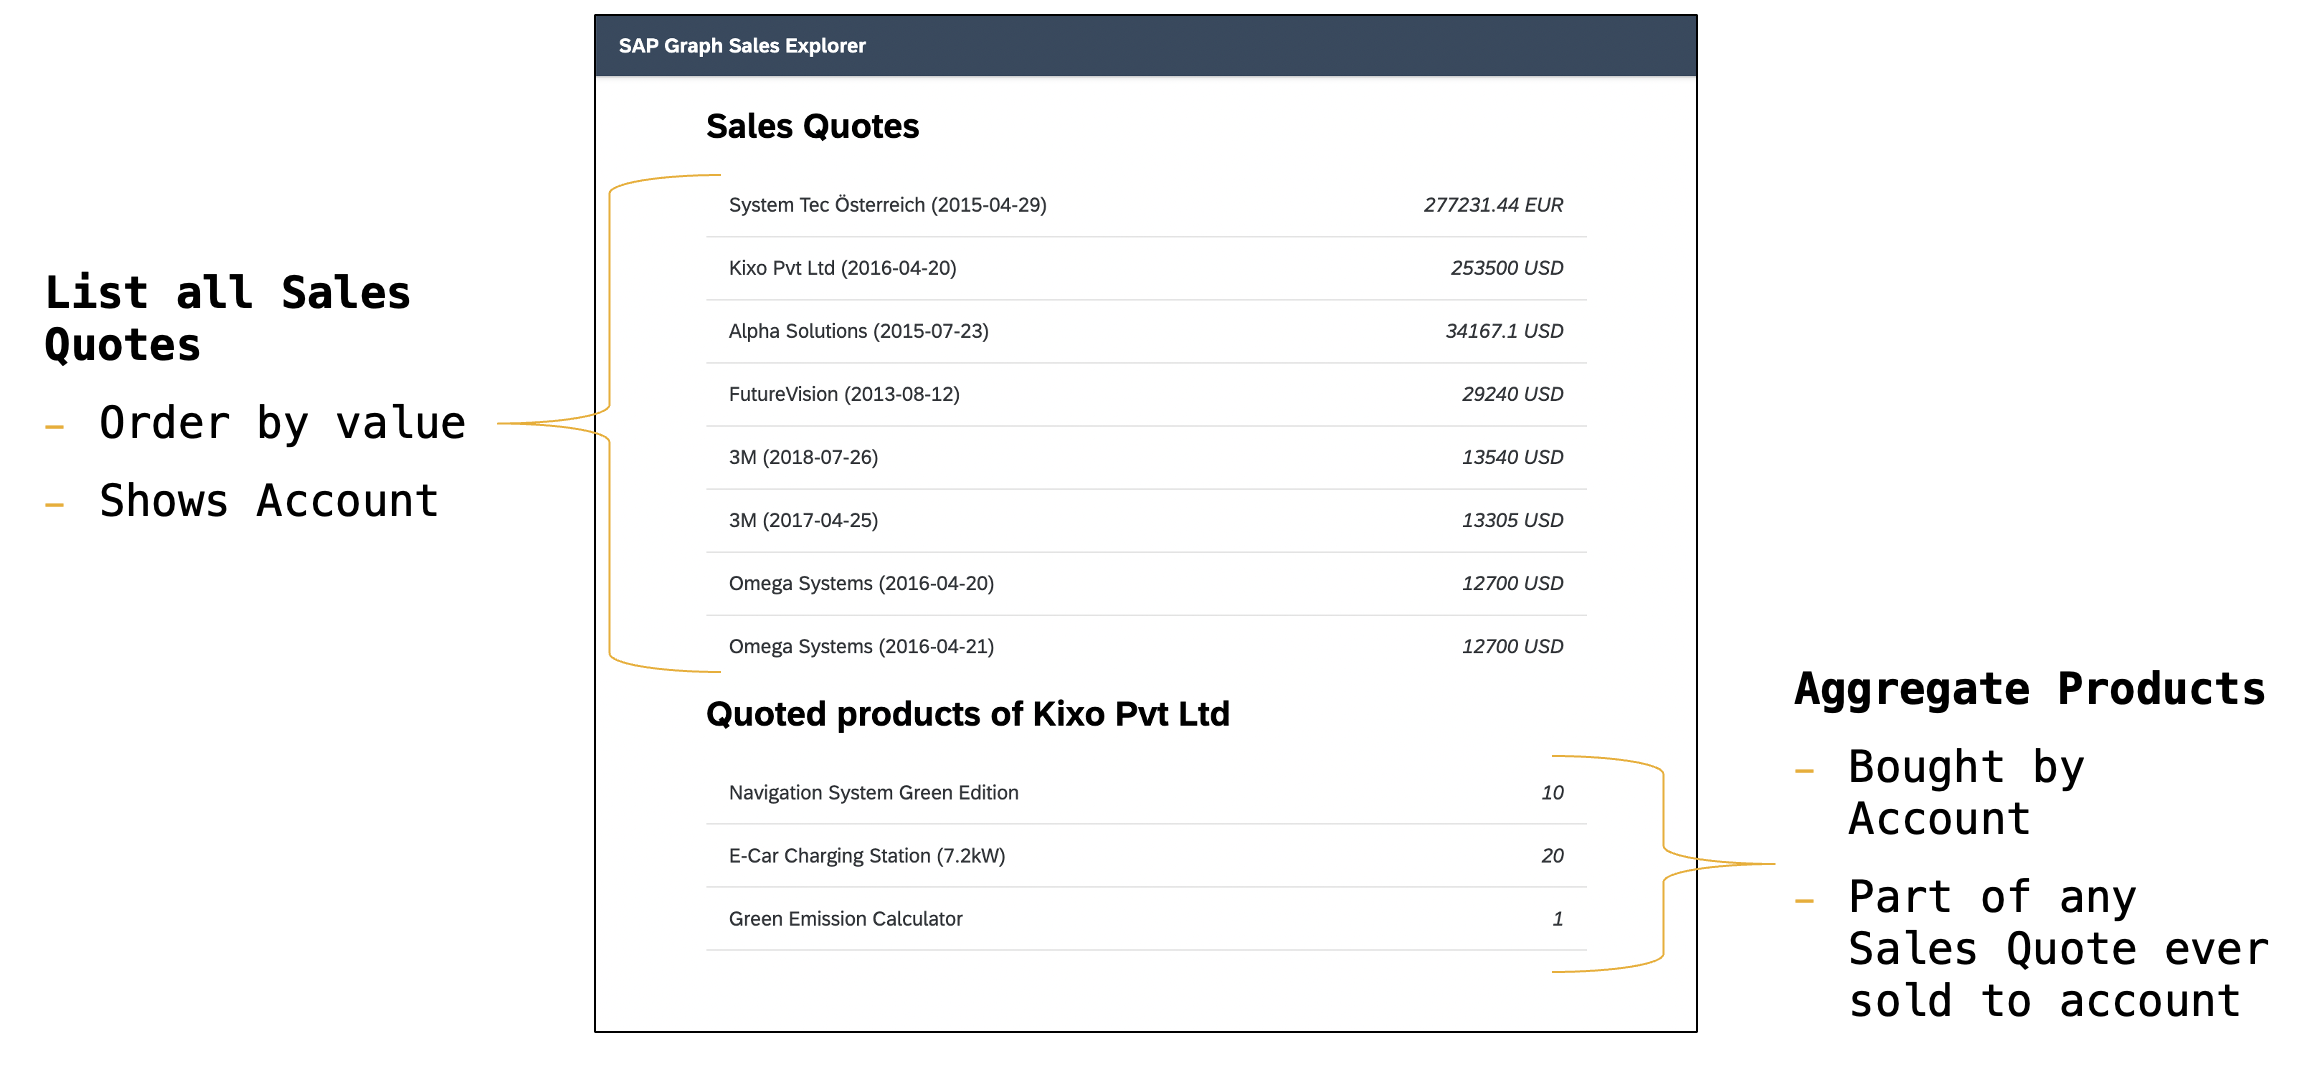 SAP Graph Sales Explorer
Sales Quotes
System Tec Österreich (2015-04-29) 277231.44 EUR
Kixo Pvt Ltd (2016-04-20) 253500 USD
Alpha Solutions (2015-07-23) 34167.1 USD
FutureVision (2013-08-12) 29240 USD
3M (2018-07-26) 13540 USD
3M (2017-04-25) 13305 USD
Omega Systems (2016-04-20) 12700 USD
Omega Systems (2016-04-21) 12700 USD
Quoted products of Kixo Pvt Ltd
Navigation System Green Edition 10
E-Car Charging Station (7.2kW) 20
Green Emission Calculator 1
List all Sales
Quotes
– Order by value
– Shows Account
Aggregate Products
– Bought by
Account
– Part of any
Sales Quote ever
sold to account